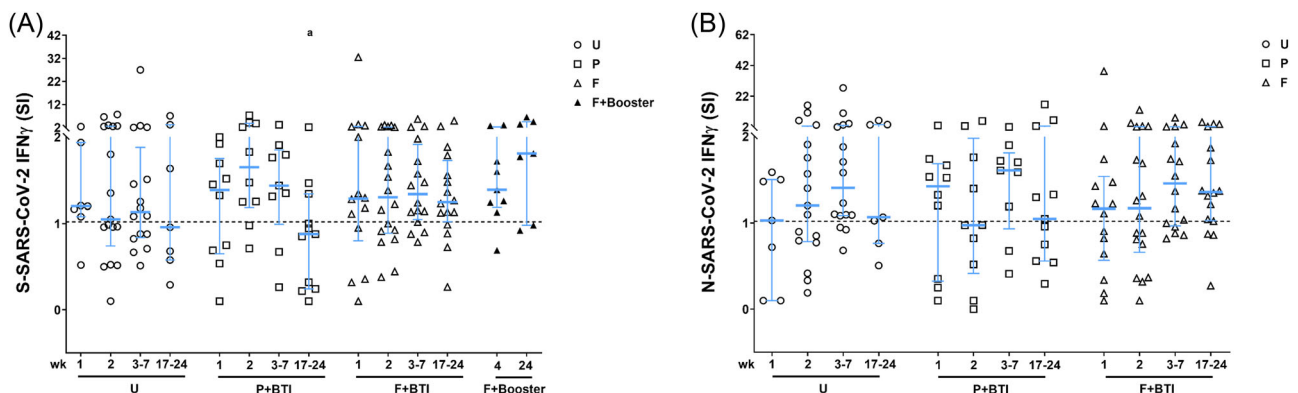 (A)
S-SARS-CoV-2 IFNγ (SI)
42
32
22
12
2
2
1
0
a
U
P
F
F+Booster
wk 1 2 3-7 17-24 1 2 3-7 17-24 1 2 3-7 17-24 4 24
U P+BTI F+BTI F+Booster
(B)
N-SARS-CoV-2 IFNγ (SI)
62
42
22
2
2
1
0
U
P
F
wk 1 2 3-7 17-24 1 2 3-7 17-24 1 2 3-7 17-24
U P+BTI F+BTI